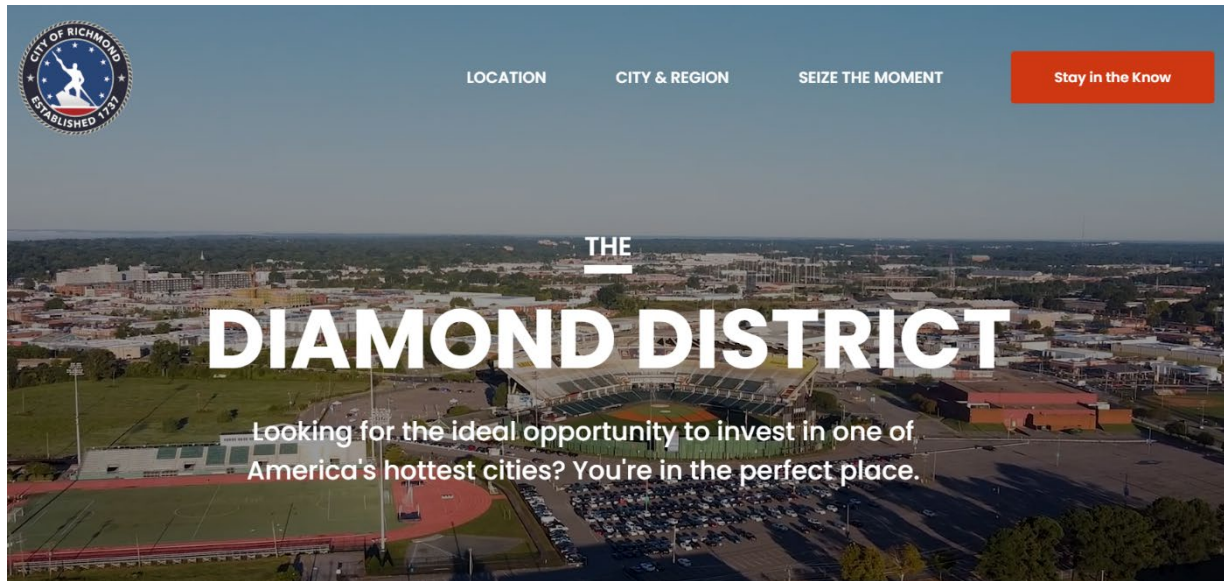 CITY OF RICHMOND
ESTABLISHED 1737
LOCATION
CITY & REGION
SEIZE THE MOMENT
Stay in the Know
THE
DIAMOND DISTRICT
Looking for the ideal opportunity to invest in one of
America's hottest cities? You're in the perfect place.